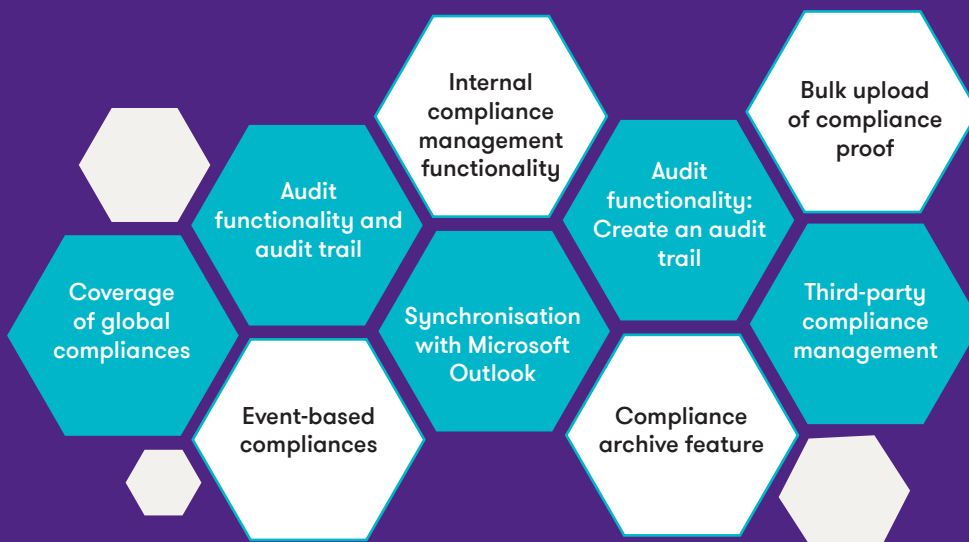 Internal
compliance
management
functionality
Bulk upload
of compliance
proof
Audit
functionality and
audit trail
Audit
functionality:
Create an audit
trail
Coverage
of global
compliances
Synchronisation
with Microsoft
Outlook
Third-party
compliance
management
Event-based
compliances
Compliance
archive feature